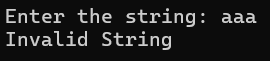 Enter the string: aaa
Invalid String